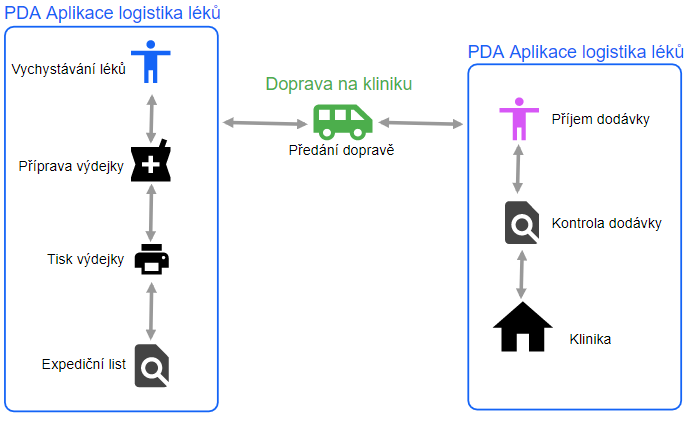 PDA Aplikace logistika léků
Vychystávání léků
Příprava výdejky
Tisk výdejky
Expediční list
Doprava na kliniku
Předání dopravě
PDA Aplikace logistika léků
Příjem dodávky
Kontrola dodávky
Klinika